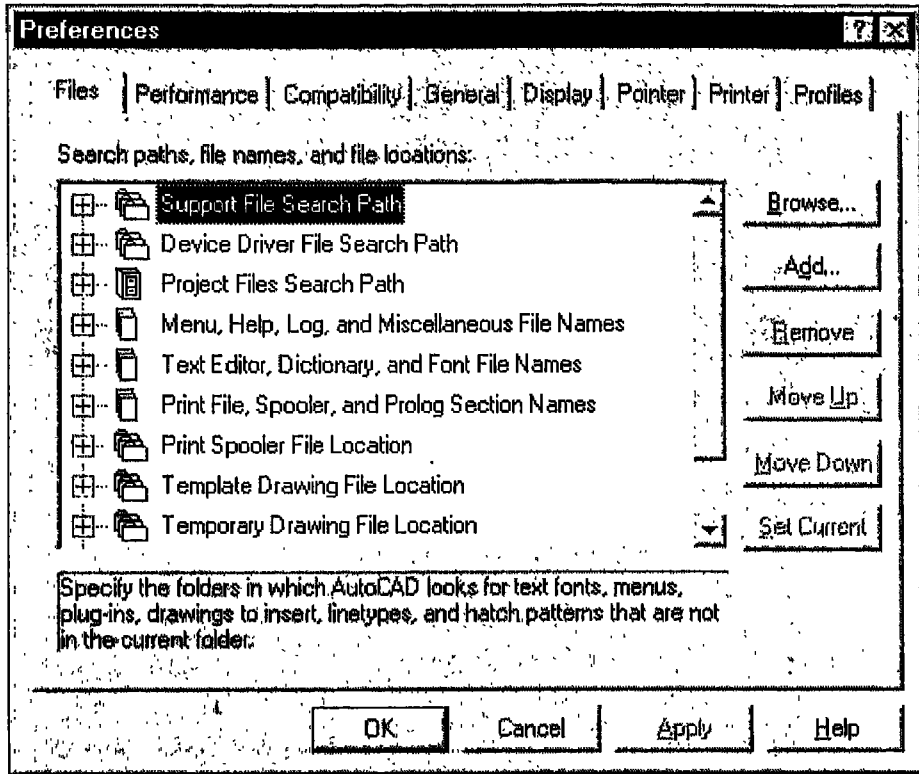 Preferences
Files Performance Compatibility General Display Pointer Printer Profiles
Search paths, file names, and file locations:
Support File Search Path
Device Driver File Search Path
Project Files Search Path
Menu, Help, Log, and Miscellaneous File Names
Text Editor, Dictionary, and Font File Names
Print File, Spooler, and Prolog Section Names
Print Spooler File Location
Template Drawing File Location
Temporary Drawing File Location
Browse...
Add...
Remove
Move Up
Move Down
Set Current
Specify the folders in which AutoCAD looks for text fonts, menus,
plug-ins, drawings to insert, linetypes, and hatch patterns that are not
in the current folder.
OK Cancel Apply Help